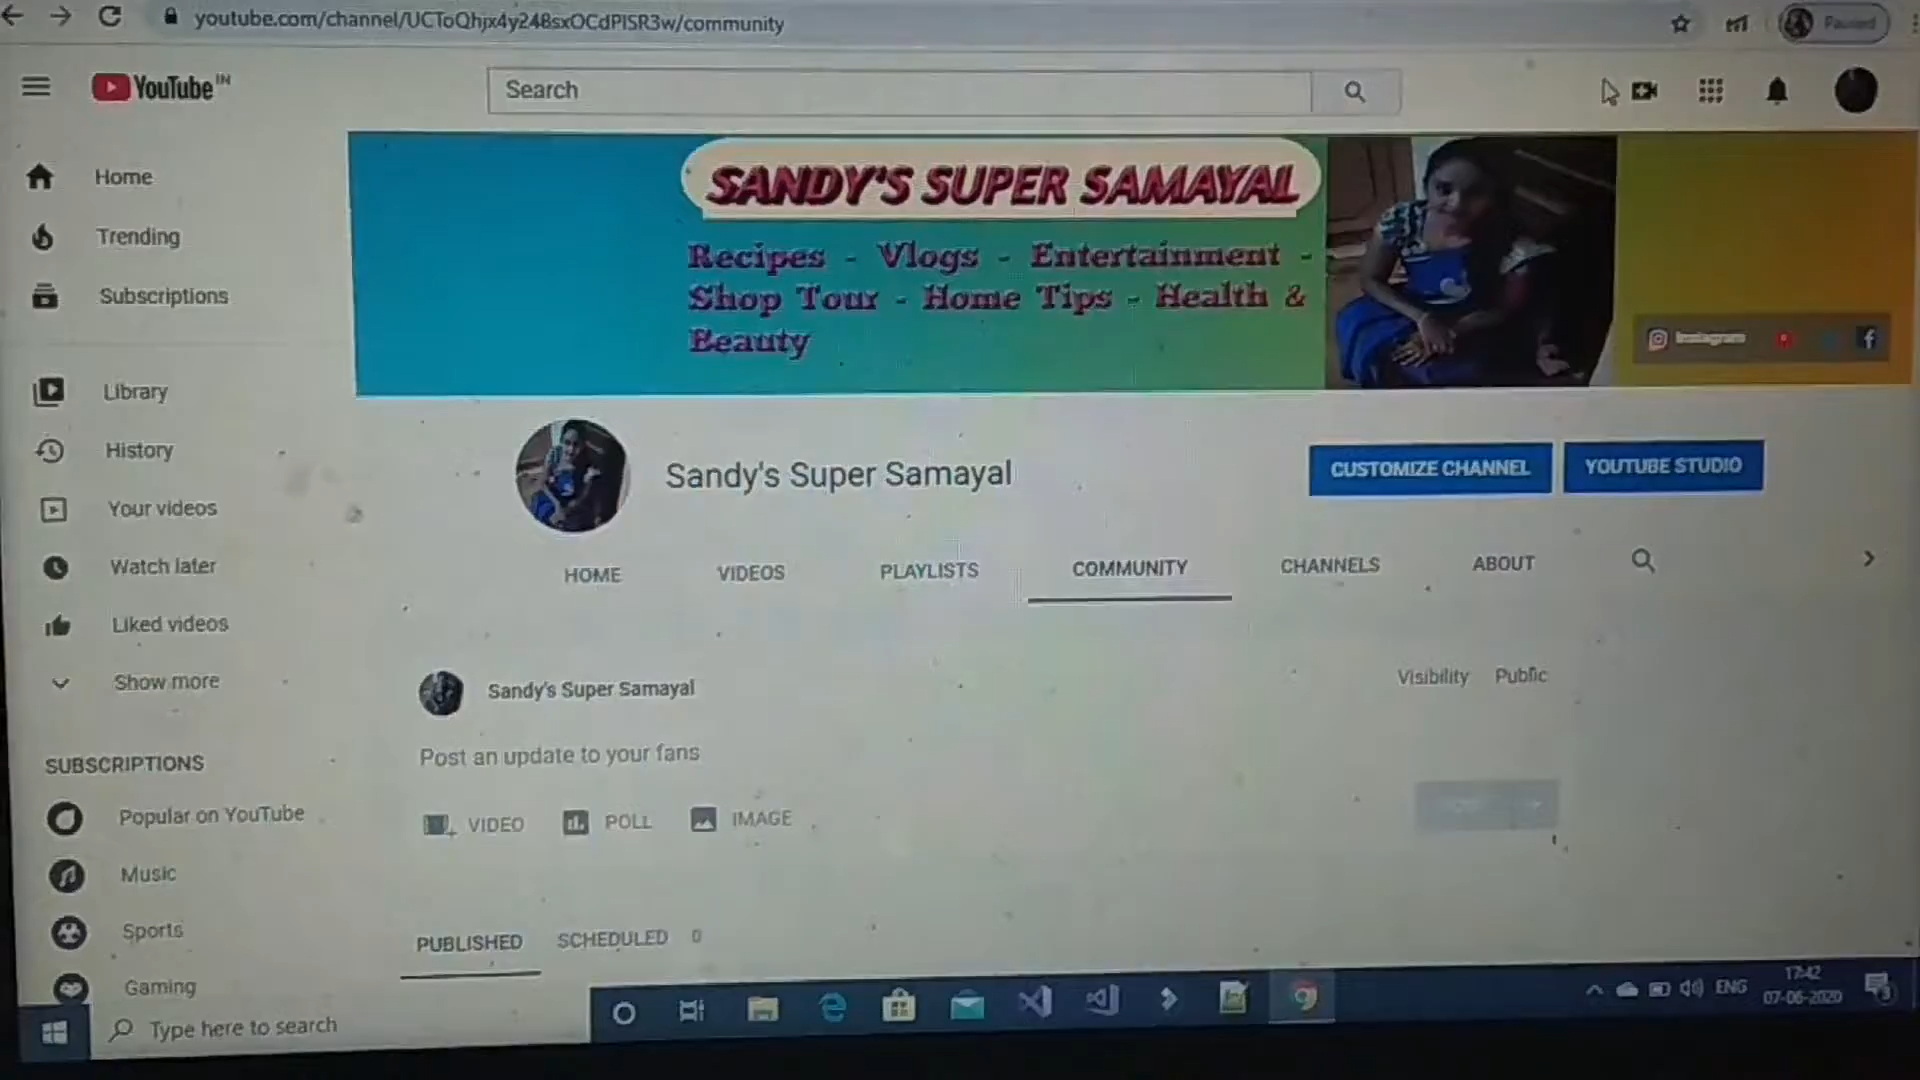 youtube.com/channel/UCToQhjx4y248sxOCdPISR3w/community
Paused
YouTube IN
Search
Home
Trending
Subscriptions
Library
History
Your videos
Watch later
Liked videos
Show more
SUBSCRIPTIONS
Popular on YouTube
Music
Sports
Gaming
SANDY'S SUPER SAMAYAL
Recipes - Vlogs - Entertainment -
Shop Tour - Home Tips - Health &
Beauty
Instagram
Sandy's Super Samayal
CUSTOMIZE CHANNEL
YOUTUBE STUDIO
HOME VIDEOS PLAYLISTS COMMUNITY CHANNELS ABOUT
Sandy's Super Samayal
Visibility Public
Post an update to your fans
VIDEO POLL IMAGE
PUBLISHED SCHEDULED 0
Type here to search
ENG
17:42
07-06-2020
3